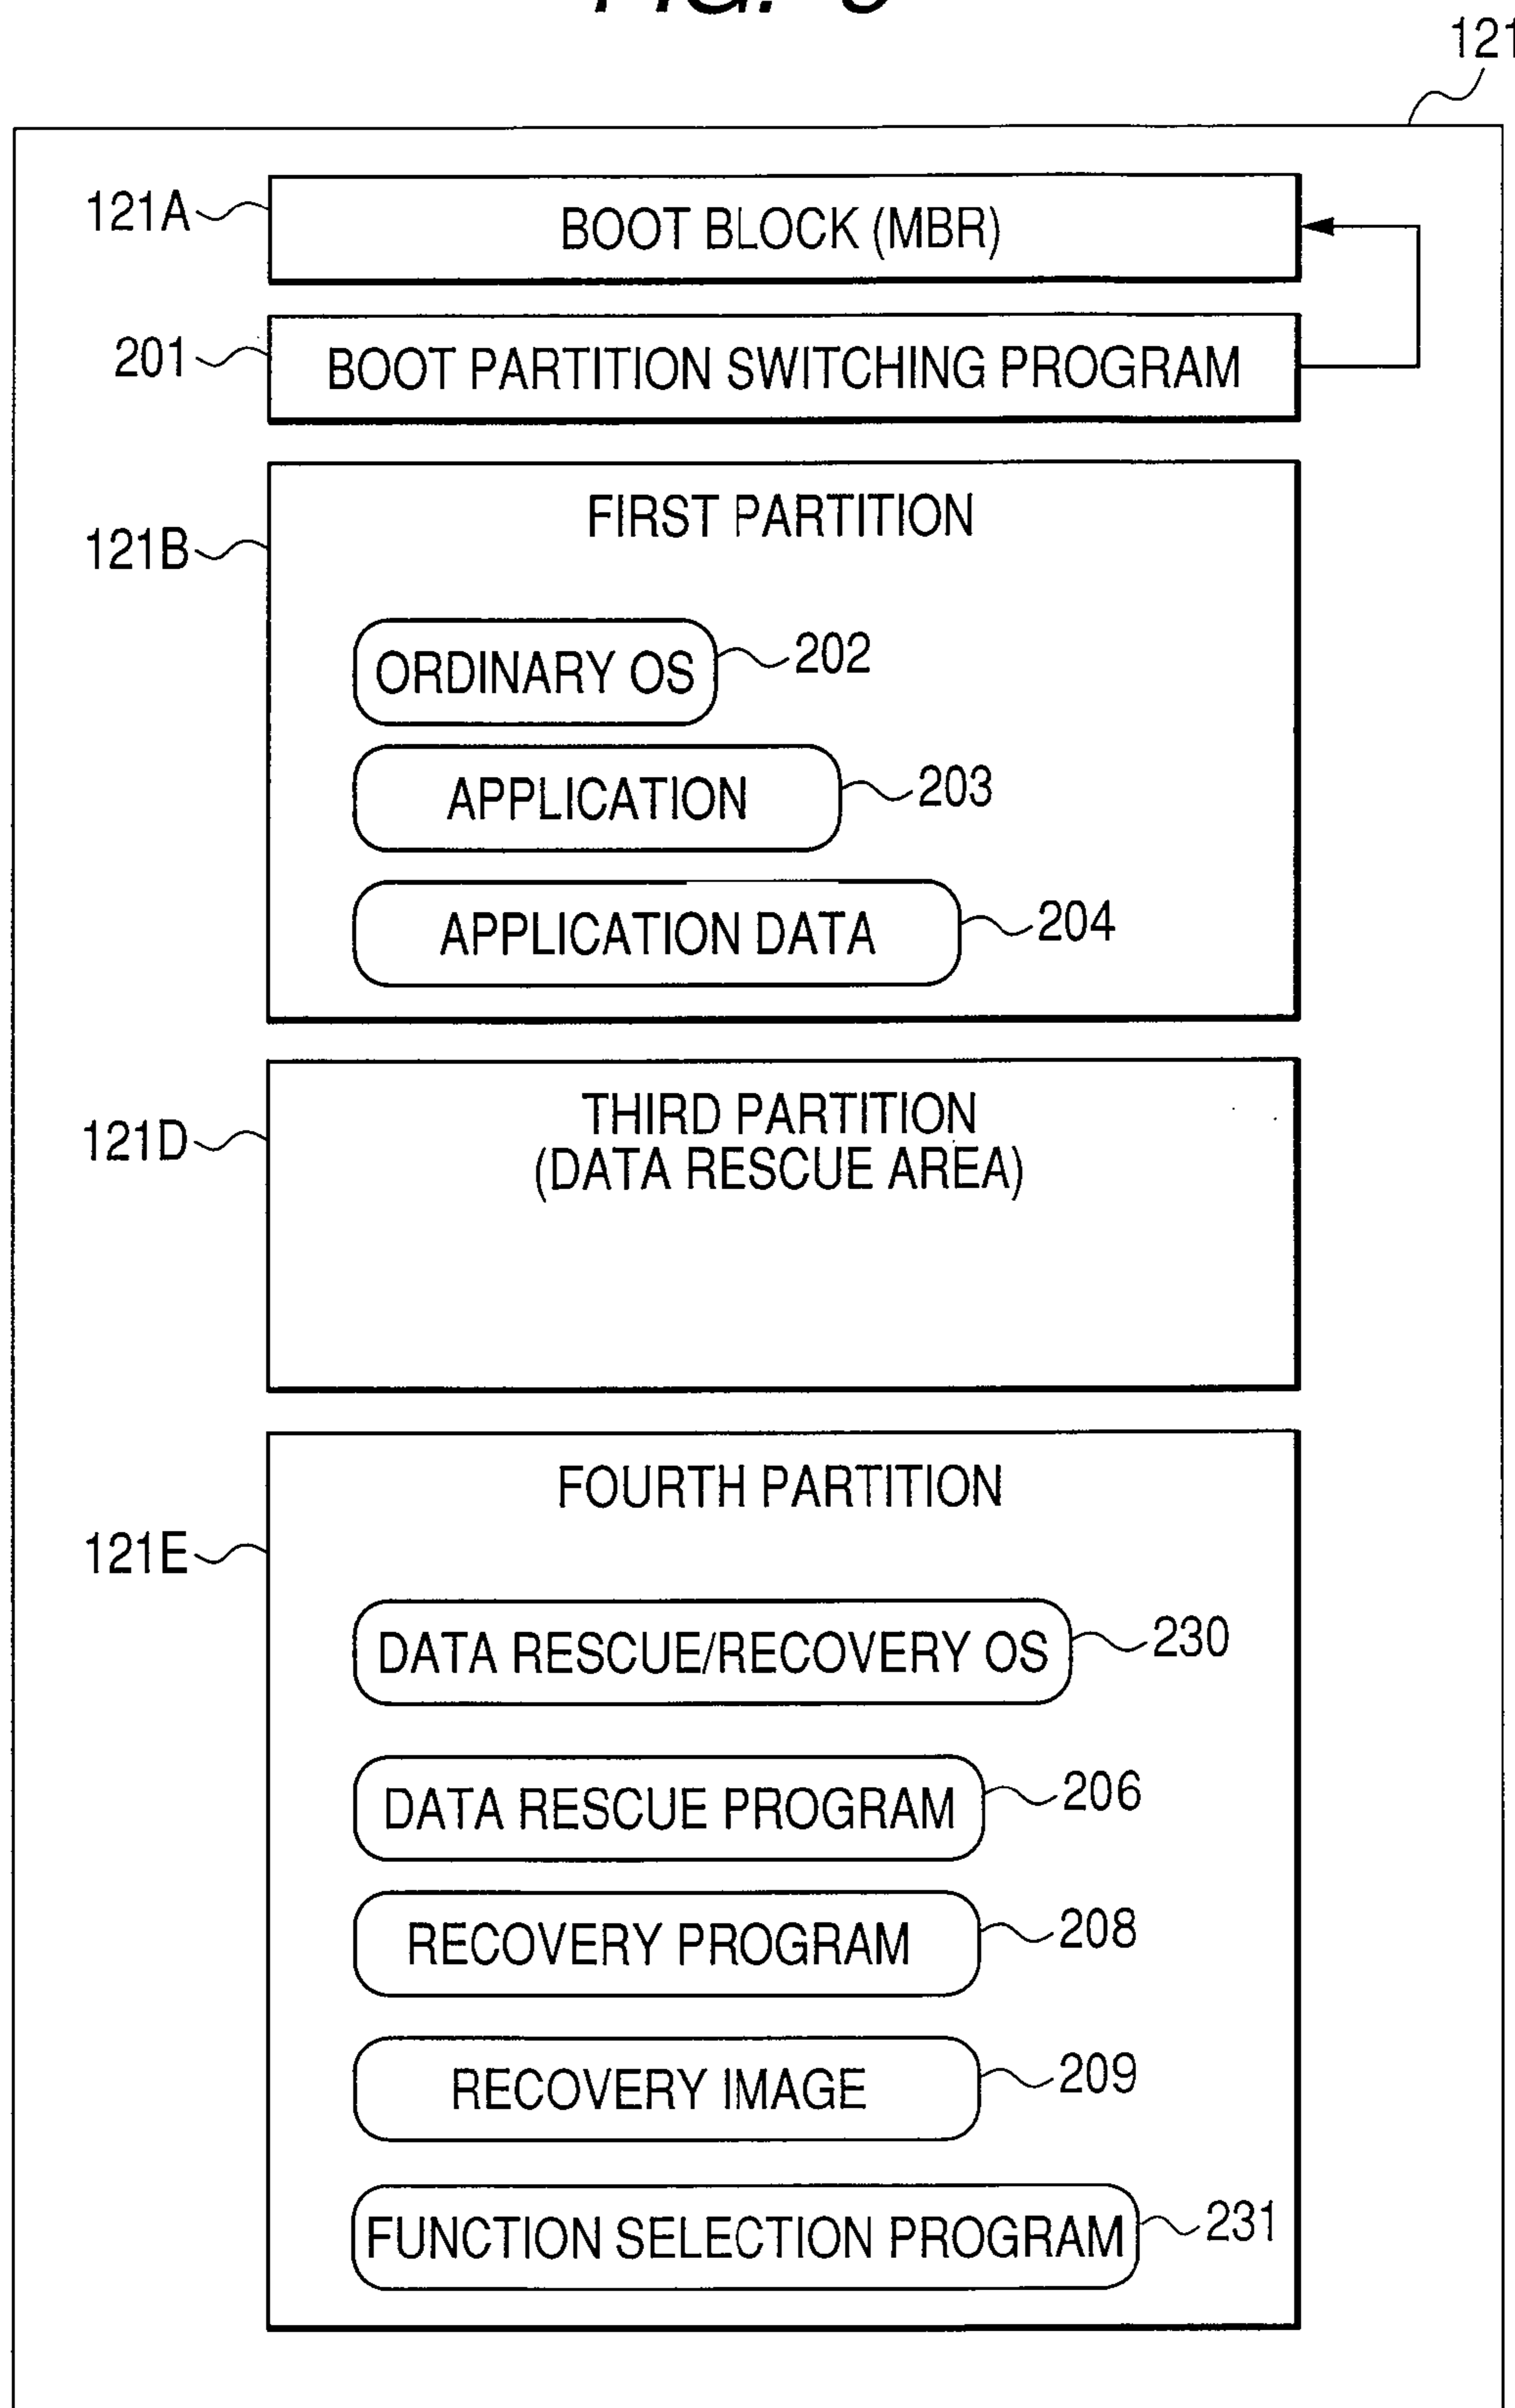 121
121A
BOOT BLOCK (MBR)
201
BOOT PARTITION SWITCHING PROGRAM
FIRST PARTITION
121B
ORDINARY OS
202
APPLICATION
203
APPLICATION DATA
204
THIRD PARTITION
(DATA RESCUE AREA)
121D
FOURTH PARTITION
121E
DATA RESCUE/RECOVERY OS
230
DATA RESCUE PROGRAM
206
RECOVERY PROGRAM
208
RECOVERY IMAGE
209
FUNCTION SELECTION PROGRAM
231